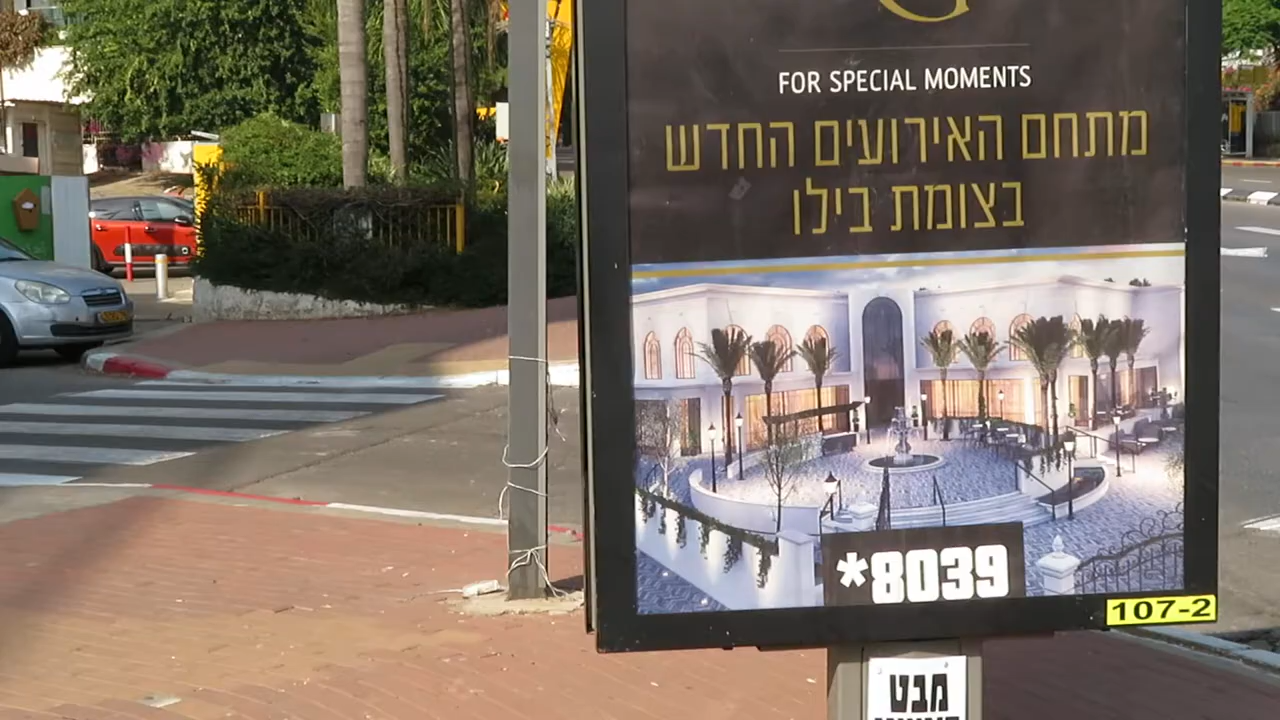 FOR SPECIAL MOMENTS
מתחם האירועים החדש
בצומת בילו
*8039
107-2
מבט